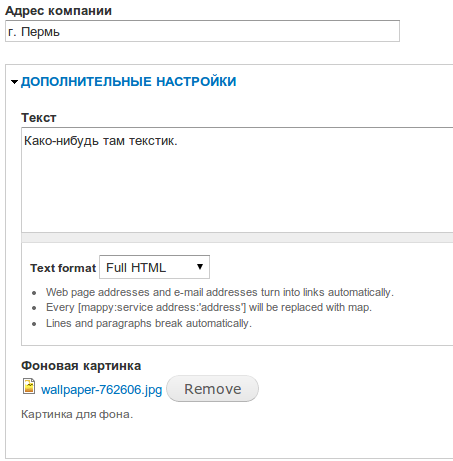 Адрес компании
г. Пермь
ДОПОЛНИТЕЛЬНЫЕ НАСТРОЙКИ
Текст
Како-нибудь там текстик.
Text format Full HTML
Web page addresses and e-mail addresses turn into links automatically.
Every [mappy:service address:'address'] will be replaced with map.
Lines and paragraphs break automatically.
Фоновая картинка
wallpaper-762606.jpg Remove
Картинка для фона.